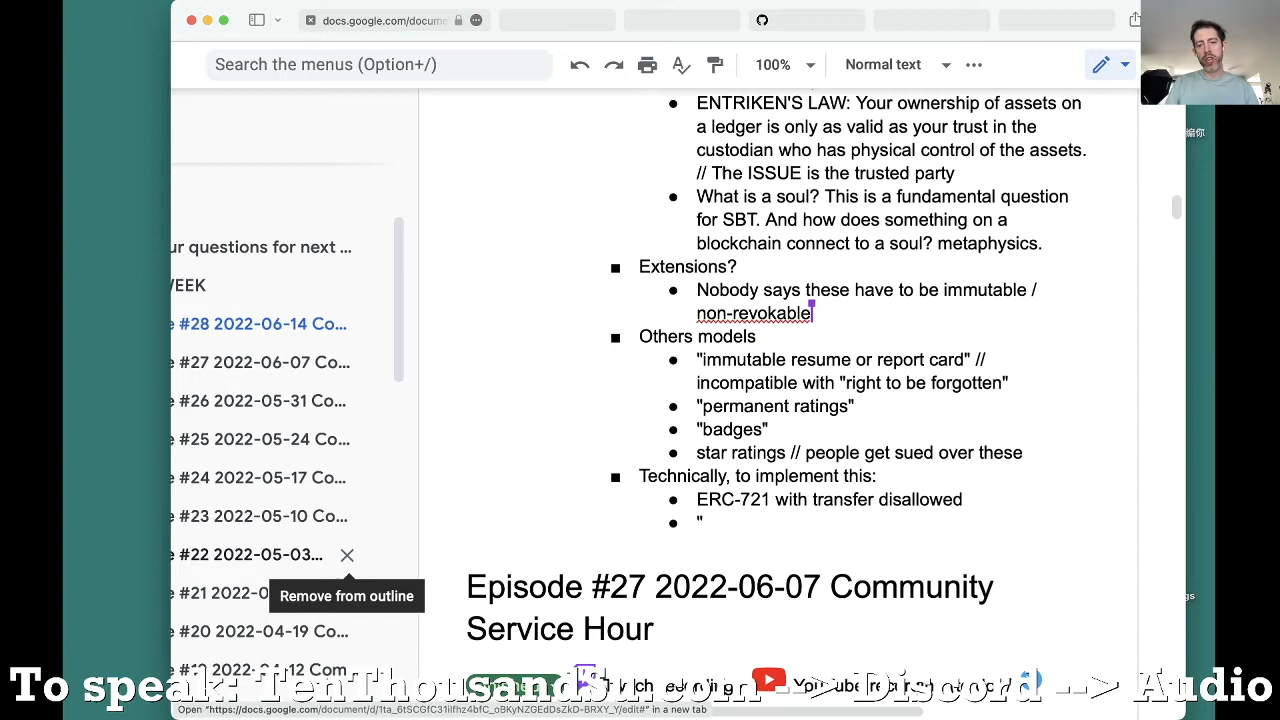 docs.google.com/docume
Search the menus (Option+/)
100%
Normal text
ENTRIKEN'S LAW: Your ownership of assets on
a ledger is only as valid as your trust in the
custodian who has physical control of the assets.
// The ISSUE is the trusted party
What is a soul? This is a fundamental question
for SBT. And how does something on a
blockchain connect to a soul? metaphysics.
Extensions?
Nobody says these have to be immutable /
non-revokable
Others models
"immutable resume or report card" //
incompatible with "right to be forgotten"
"permanent ratings"
"badges"
star ratings // people get sued over these
Technically, to implement this:
ERC-721 with transfer disallowed
"
Episode #27 2022-06-07 Community
Service Hour
ur questions for next ...
WEEK
e #28 2022-06-14 Co...
e #27 2022-06-07 Co...
e #26 2022-05-31 Co...
e #25 2022-05-24 Co...
e #24 2022-05-17 Co...
e #23 2022-05-10 Co...
e #22 2022-05-03...
Remove from outline
e #21 2022-0
e #20 2022-04-19 Co...
2022-04-12 Com
编你
gs
To speak: --> Discord --> Audio